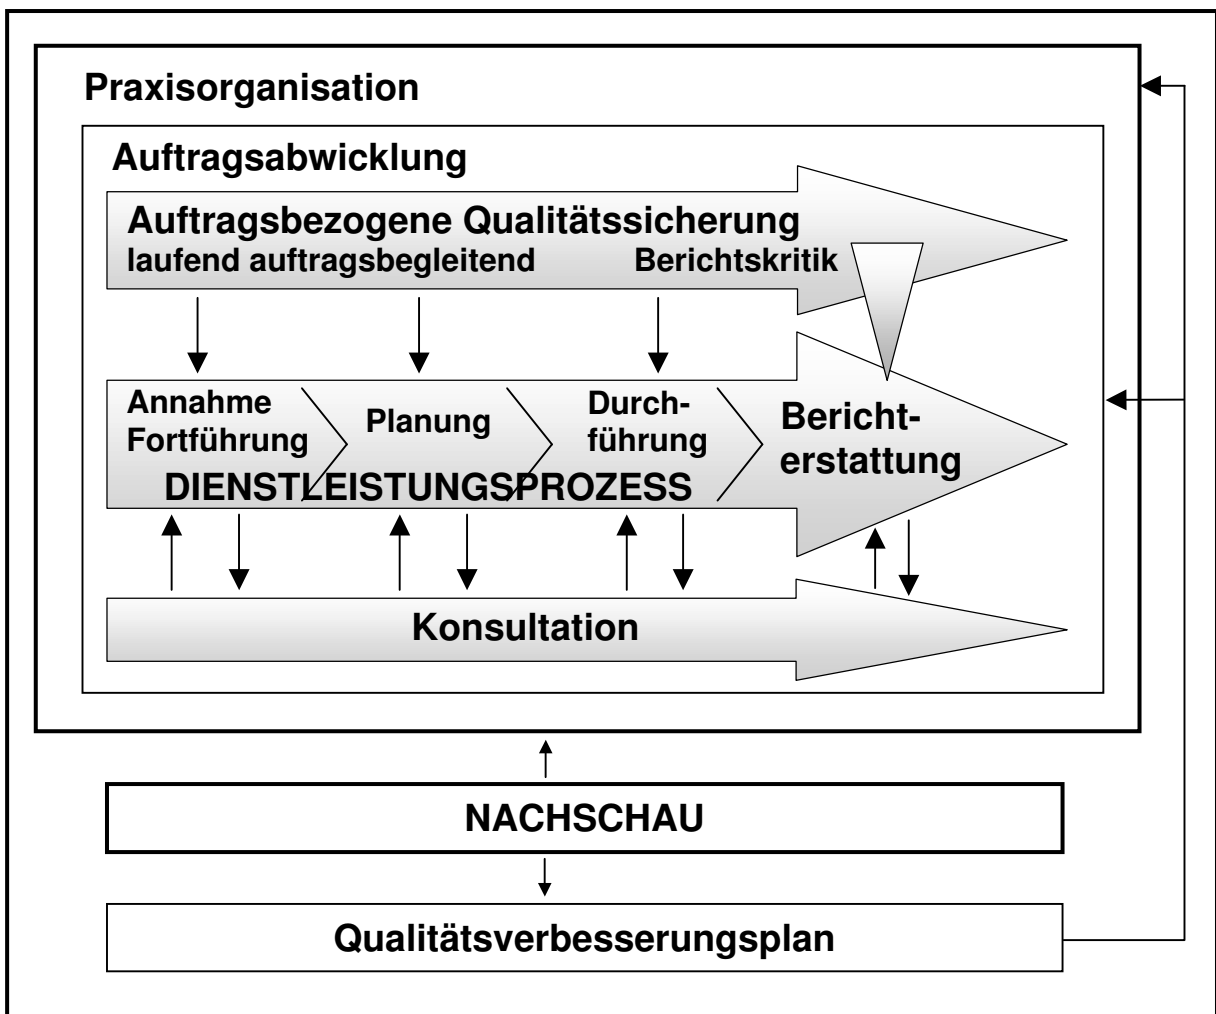 Praxisorganisation
Auftragsabwicklung
Auftragsbezogene Qualitätssicherung
laufend auftragsbegleitend Berichtskritik
Annahme
Fortführung
Planung
Durch-
führung
Bericht-
erstattung
DIENSTLEISTUNGSPROZESS
Konsultation
NACHSCHAU
Qualitätsverbesserungsplan